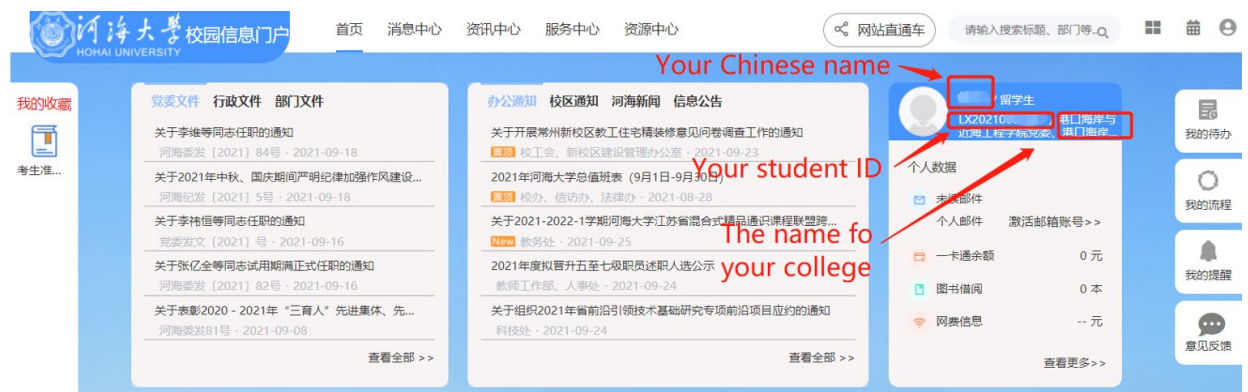 河海大学校园信息门户
HOHAI UNIVERSITY
首页 消息中心 资讯中心 服务中心 资源中心
网站直通车
请输入搜索标题、部门等..
Your Chinese name
我的收藏
考生准...
党委文件 行政文件 部门文件
关于李维等同志任职的通知
河海委发〔2021〕84号 · 2021-09-18
关于2021年中秋、国庆期间严明纪律加强作风建设...
河海纪发〔2021〕5号 · 2021-09-18
关于李祎恒等同志任职的通知
党委发文〔2021〕号 · 2021-09-16
关于张亿全等同志试用期满正式任职的通知
河海委发〔2021〕82号 · 2021-09-16
关于表彰2020 - 2021年“三育人”先进集体、先...
河海委发81号 · 2021-09-08
查看全部 >>
办公通知 校区通知 河海新闻 信息公告
关于开展常州新校区教工住宅精装修意见问卷调查工作的通知
置顶 校工会、新校区建设管理办公室 · 2021-09-23
2021年河海大学总值班表（9月1日-9月30日）
置顶 校办、信访办、法律办 · 2021-08-28
关于2021-2022-1学期河海大学江苏省混合式精品通识课程联盟跨...
New 教务处 · 2021-09-25
2021年度拟晋升五至七级职员述职人选公示
教师工作部、人事处 · 2021-09-24
关于组织2021年省前沿引领技术基础研究专项前沿项目应约的通知
科技处 · 2021-09-24
查看全部 >>
/ 留学生
LX20210 港口海岸与
近海工程学院党委、港口海岸...
Your student ID
The name fo
your college
个人数据
未读邮件
个人邮件 激活邮箱账号>>
一卡通余额 0 元
图书借阅 0 本
网费信息 -- 元
查看更多>>
我的待办
我的流程
我的提醒
意见反馈